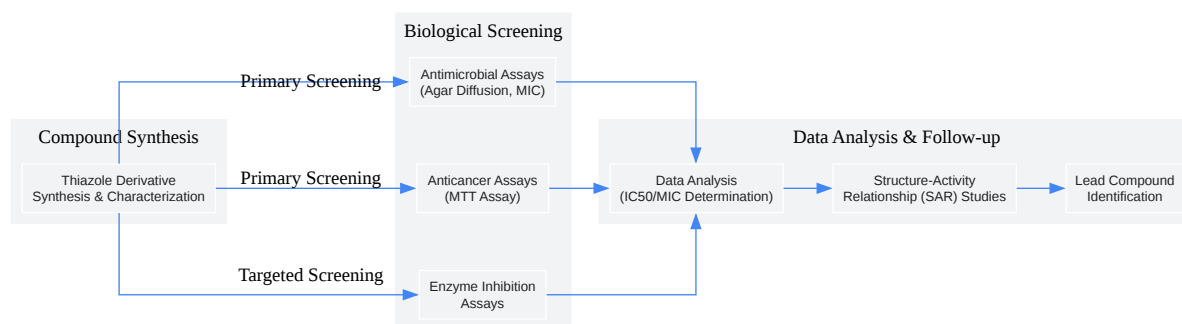 Biological Screening
Primary Screening
Antimicrobial Assays
(Agar Diffusion, MIC)
Compound Synthesis
Data Analysis & Follow-up
Thiazole Derivative
Synthesis & Characterization
Primary Screening
Anticancer Assays
(MTT Assay)
Data Analysis
(IC50/MIC Determination)
Structure-Activity
Relationship (SAR) Studies
Lead Compound
Identification
Targeted Screening
Enzyme Inhibition
Assays